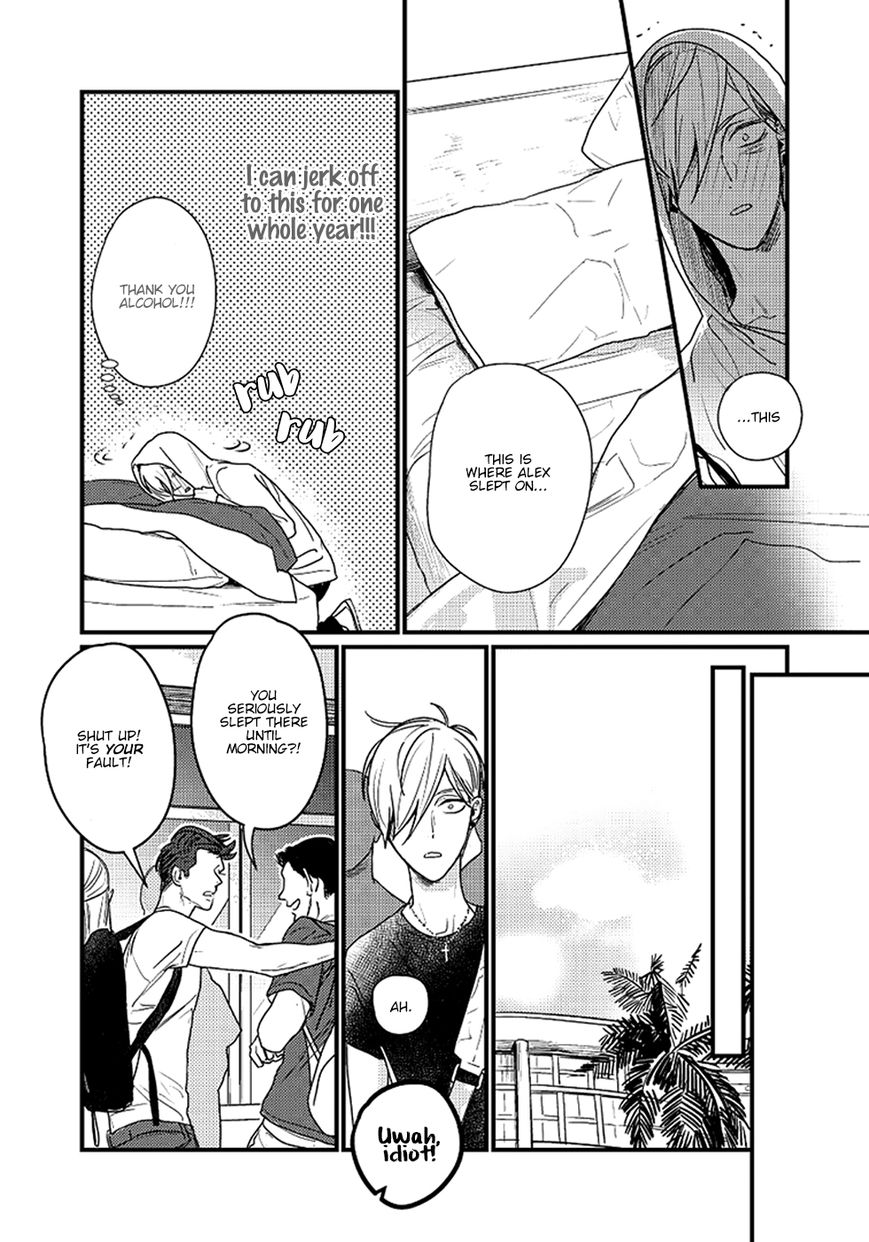 ...THIS
THIS IS
WHERE ALEX
SLEPT ON...
I can jerk off
to this for one
whole year!!!
THANK YOU
ALCOHOL!!!
rub
rub
AH.
Uwah,
idiot!
YOU
SERIOUSLY
SLEPT THERE
UNTIL
MORNING?!
SHUT UP!
IT'S YOUR
FAULT!